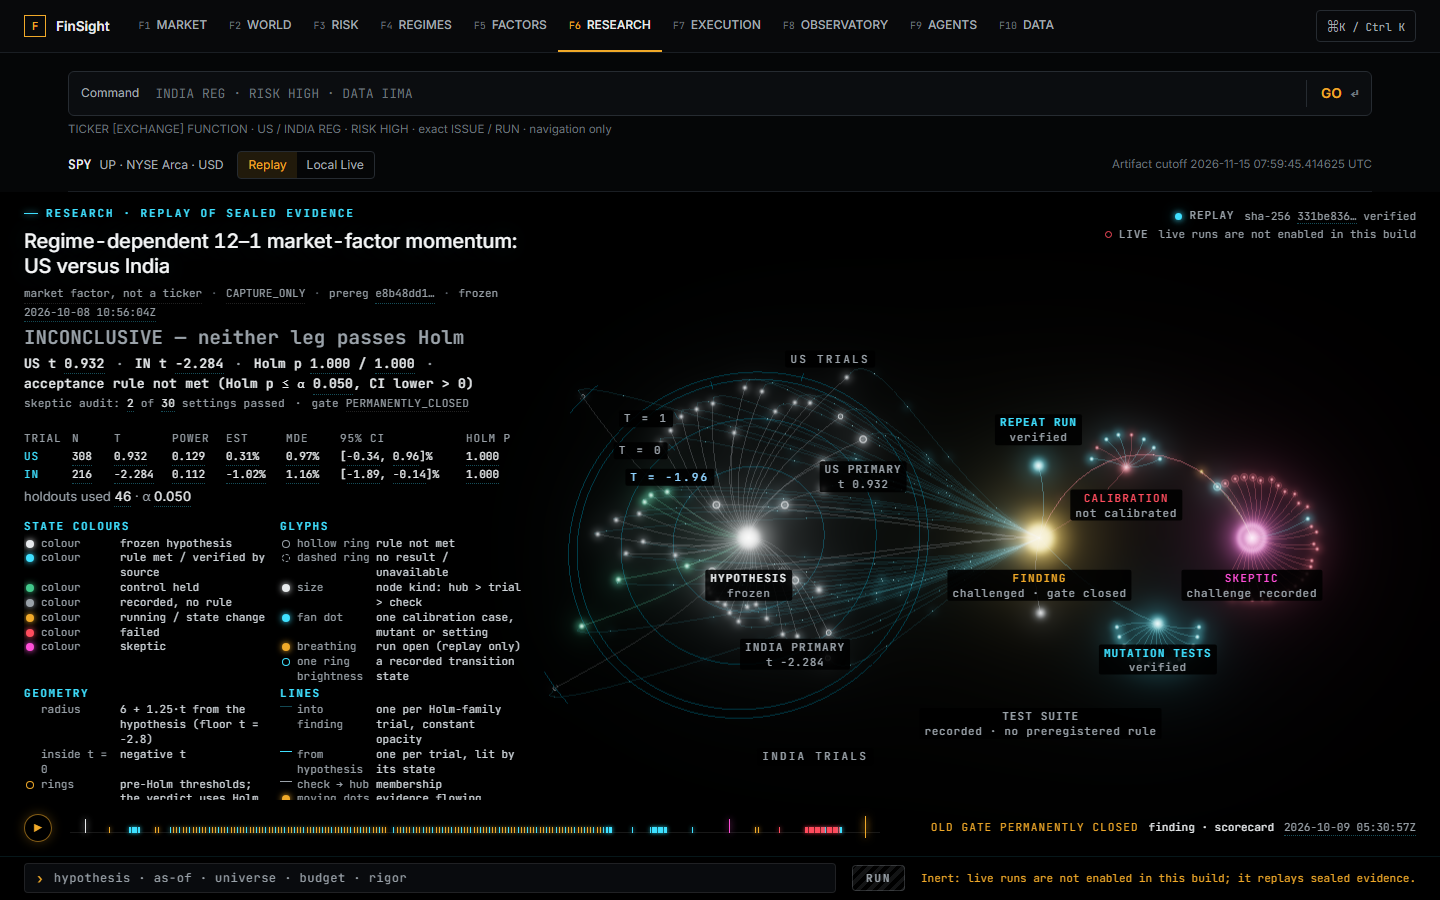 F FinSight F1 MARKET F2 WORLD F3 RISK F4 REGIMES F5 FACTORS F6 RESEARCH F7 EXECUTION F8 OBSERVATORY F9 AGENTS F10 DATA ⌘K / Ctrl K
Command INDIA REG · RISK HIGH · DATA IIMA GO ↵
TICKER [EXCHANGE] FUNCTION · US / INDIA REG · RISK HIGH · exact ISSUE / RUN · navigation only
SPY UP · NYSE Arca · USD Replay Local Live Artifact cutoff 2026-11-15 07:59:45.414625 UTC
RESEARCH · REPLAY OF SEALED EVIDENCE
REPLAY sha-256 331be836… verified
LIVE live runs are not enabled in this build
Regime-dependent 12–1 market-factor momentum:
US versus India
market factor, not a ticker · CAPTURE_ONLY · prereg e8b48dd1… · frozen
2026-10-08 10:56:04Z
INCONCLUSIVE — neither leg passes Holm
US t 0.932 · IN t -2.284 · Holm p 1.000 / 1.000 ·
acceptance rule not met (Holm p ≤ α 0.050, CI lower > 0)
skeptic audit: 2 of 30 settings passed · gate PERMANENTLY_CLOSED
TRIAL N T POWER EST MDE 95% CI HOLM P
US 308 0.932 0.129 0.31% 0.97% [-0.34, 0.96]% 1.000
IN 216 -2.284 0.112 -1.02% 1.16% [-1.89, -0.14]% 1.000
holdouts used 46 · α 0.050
STATE COLOURS
colour frozen hypothesis
colour rule met / verified by
source
colour control held
colour recorded, no rule
colour running / state change
colour failed
colour skeptic
GLYPHS
hollow ring rule not met
dashed ring no result /
unavailable
size node kind: hub > trial
> check
fan dot one calibration case,
mutant or setting
breathing run open (replay only)
one ring a recorded transition
brightness state
GEOMETRY
radius 6 + 1.25·t from the
hypothesis (floor t =
-2.8)
inside t = negative t
0
rings pre-Holm thresholds;
the verdict uses Holm
LINES
into one per Holm-family
finding trial, constant
opacity
from one per trial, lit by
hypothesis its state
check → hub membership
moving dots evidence flowing
US TRIALS
T = 1
T = 0
T = -1.96
US PRIMARY
t 0.932
HYPOTHESIS
frozen
INDIA PRIMARY
t -2.284
INDIA TRIALS
REPEAT RUN
verified
CALIBRATION
not calibrated
FINDING
challenged · gate closed
SKEPTIC
challenge recorded
MUTATION TESTS
verified
TEST SUITE
recorded · no preregistered rule
OLD GATE PERMANENTLY CLOSED finding · scorecard 2026-10-09 05:30:57Z
› hypothesis · as-of · universe · budget · rigor RUN Inert: live runs are not enabled in this build; it replays sealed evidence.